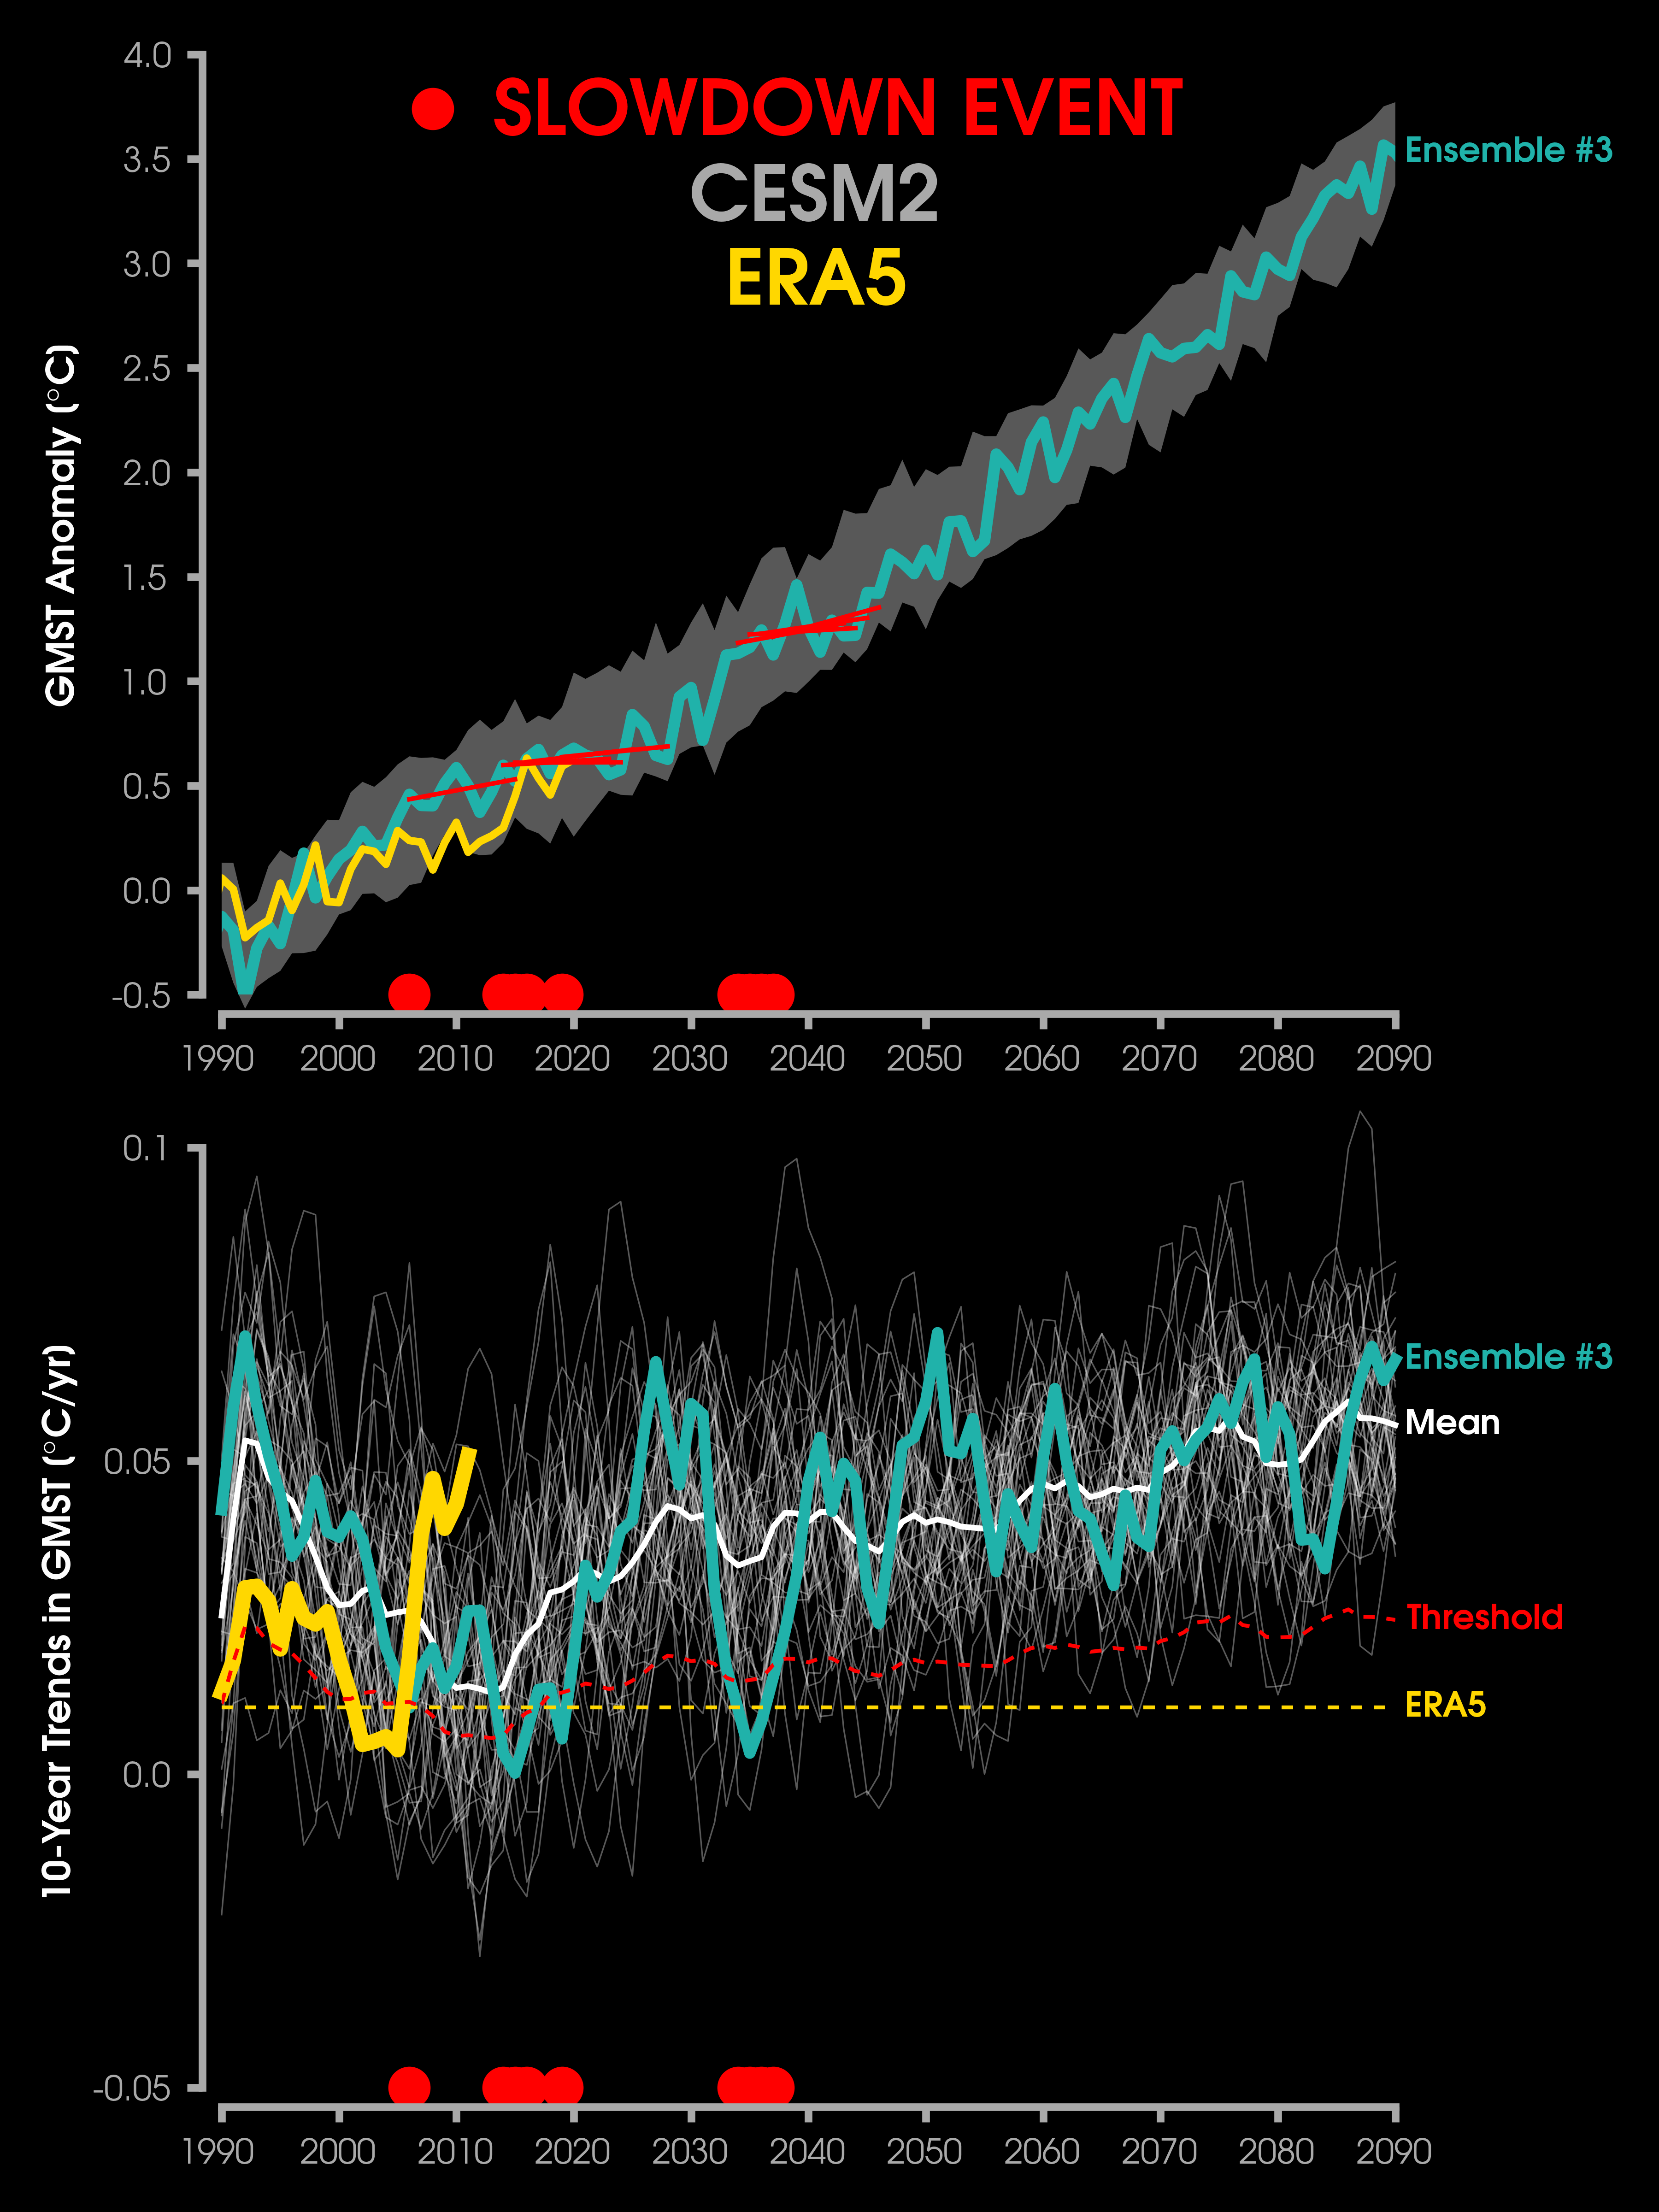 4.0
SLOWDOWN EVENT
3.5
Ensemble #3
CESM2
3.0
ERA5
2.5
GMST Anomaly (°C)
2.0
1.5
1.0
0.5
0.0
-0.5
1990 2000 2010 2020 2030 2040 2050 2060 2070 2080 2090
0.1
Ensemble #3
Mean
0.05
10-Year Trends in GMST (°C/yr)
Threshold
ERA5
0.0
-0.05
1990 2000 2010 2020 2030 2040 2050 2060 2070 2080 2090